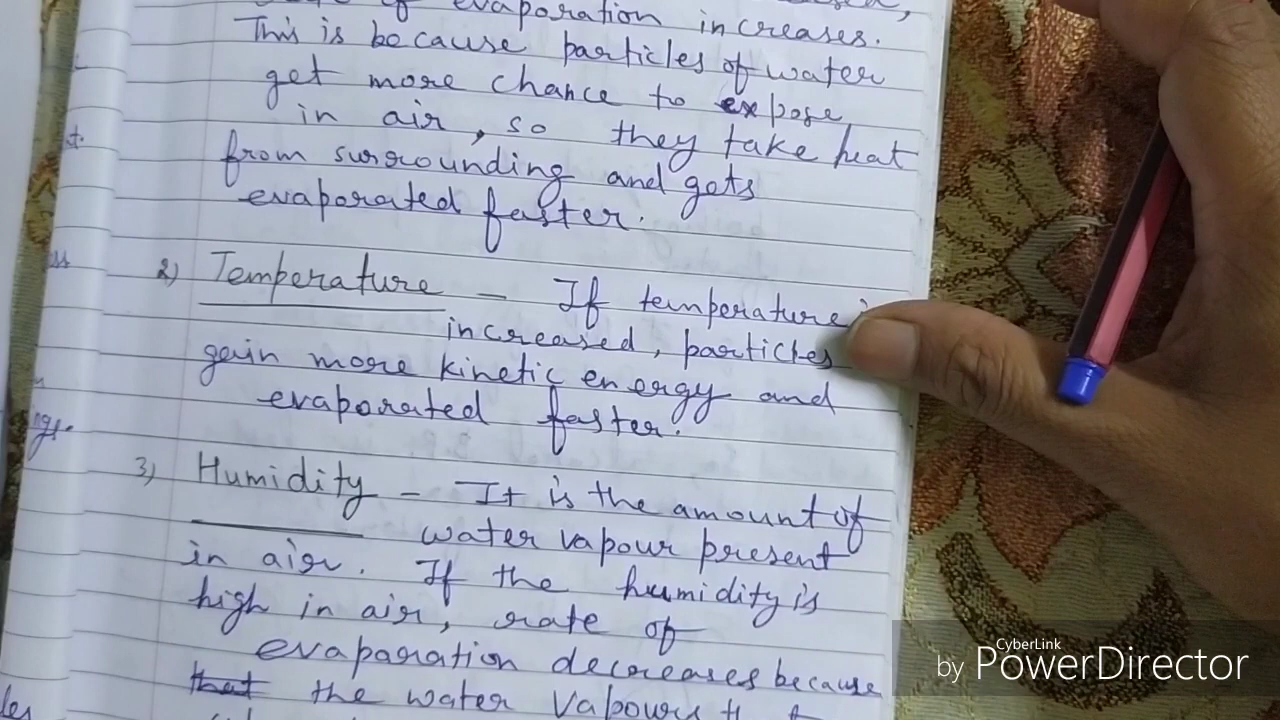 of evaporation increases.
This is because particles of water
get more chance to expose
in air, so they take heat
from surrounding and gets
evaporated faster.
2) Temperature - If temperature
increased, particles
gain more kinetic energy and
evaporated faster.
3) Humidity - It is the amount of
water vapour present
in air. If the humidity is
high in air, rate of
evaparation decreases because
that the water vapours
CyberLink
by PowerDirector